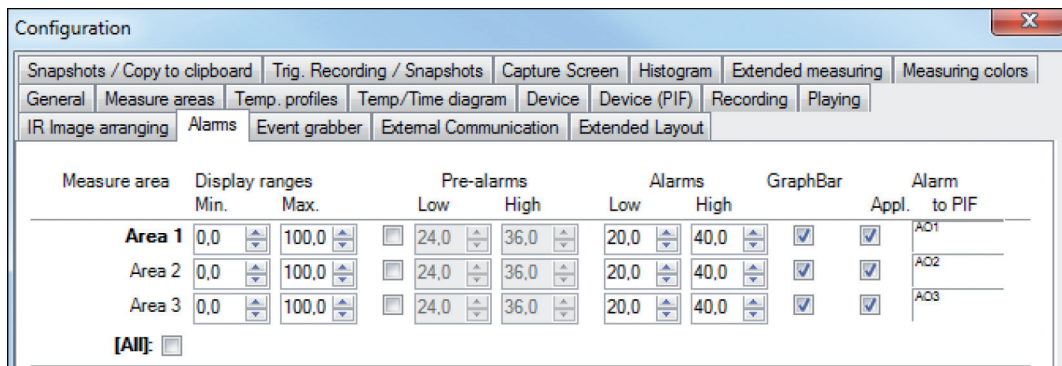 Configuration
Snapshots / Copy to clipboard Trig. Recording / Snapshots Capture Screen Histogram Extended measuring Measuring colors
General Measure areas Temp. profiles Temp/Time diagram Device Device (PIF) Recording Playing
IR Image arranging Alarms Event grabber External Communication Extended Layout
Measure area Display ranges Pre-alarms Alarms GraphBar Alarm
Min. Max. Low High Low High Appl. to PIF
Area 1 0,0 100,0 24,0 36,0 20,0 40,0 AO1
Area 2 0,0 100,0 24,0 36,0 20,0 40,0 AO2
Area 3 0,0 100,0 24,0 36,0 20,0 40,0 AO3
[All]: